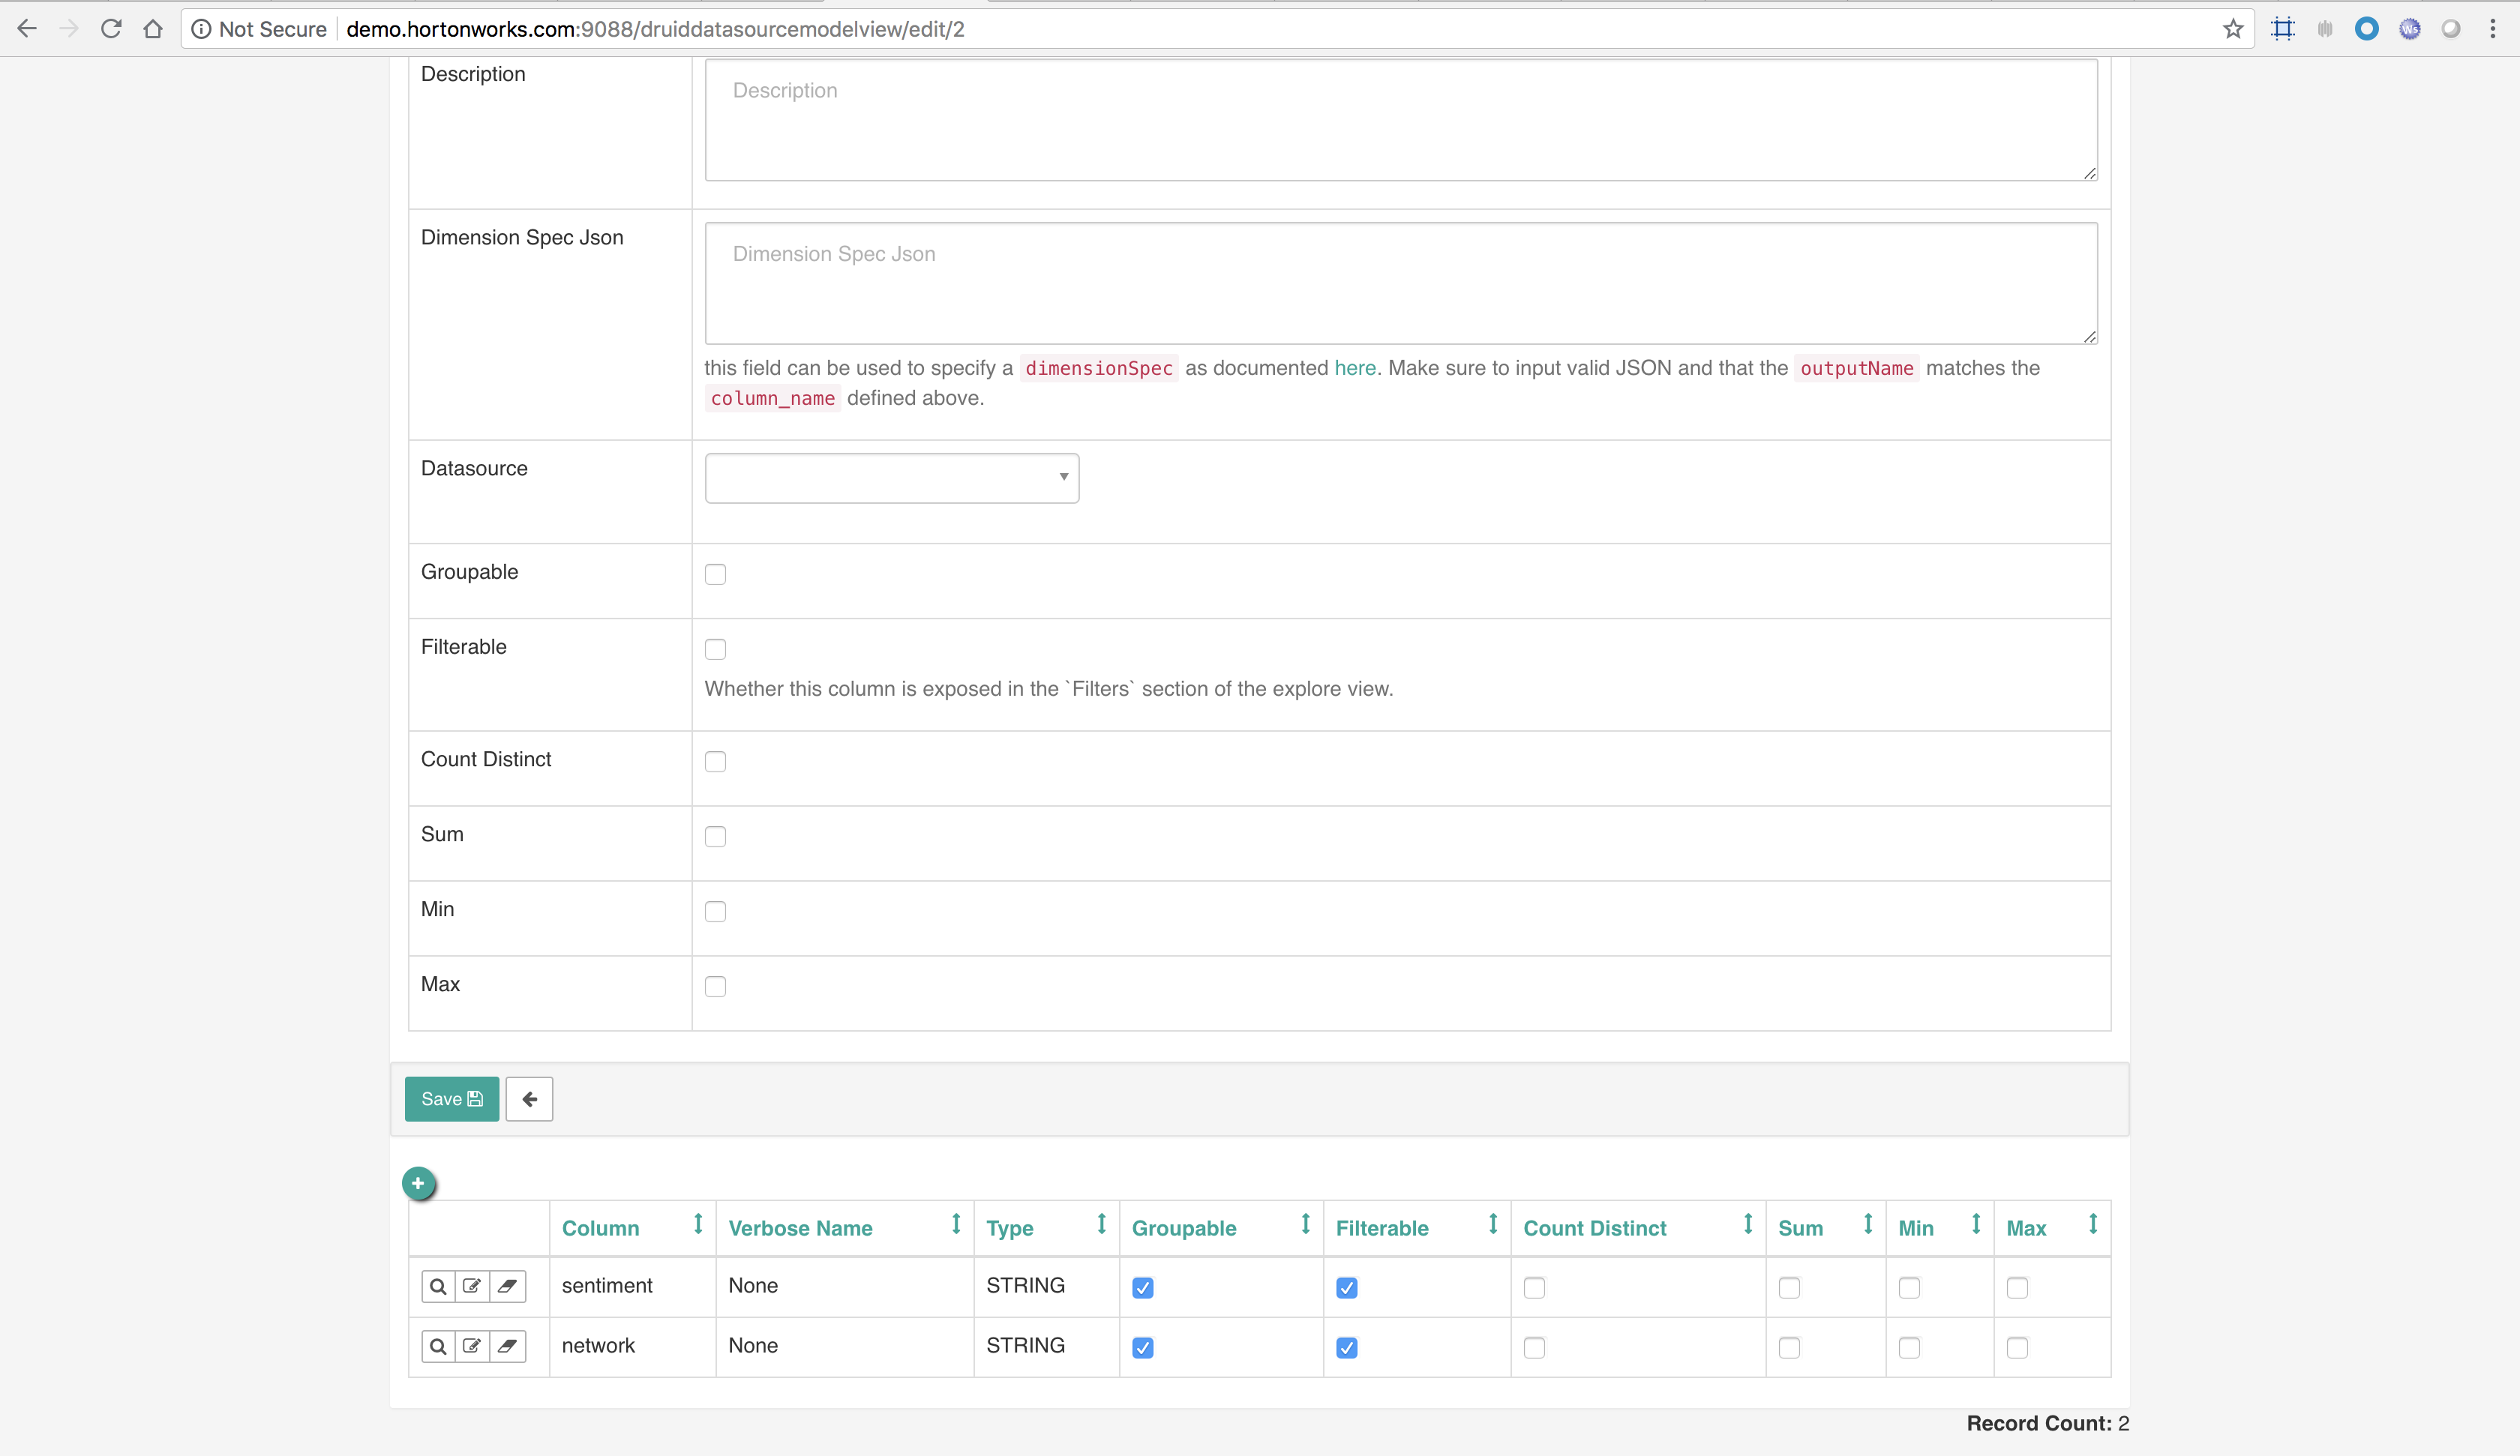 Not Secure demo.hortonworks.com:9088/druiddatasourcemodelview/edit/2
Description
Description
Dimension Spec Json
Dimension Spec Json
this field can be used to specify a dimensionSpec as documented here. Make sure to input valid JSON and that the outputName matches the
column_name defined above.
Datasource
Groupable
Filterable
Whether this column is exposed in the `Filters` section of the explore view.
Count Distinct
Sum
Min
Max
Save
Column Verbose Name Type Groupable Filterable Count Distinct Sum Min Max
sentiment None STRING
network None STRING
Record Count: 2